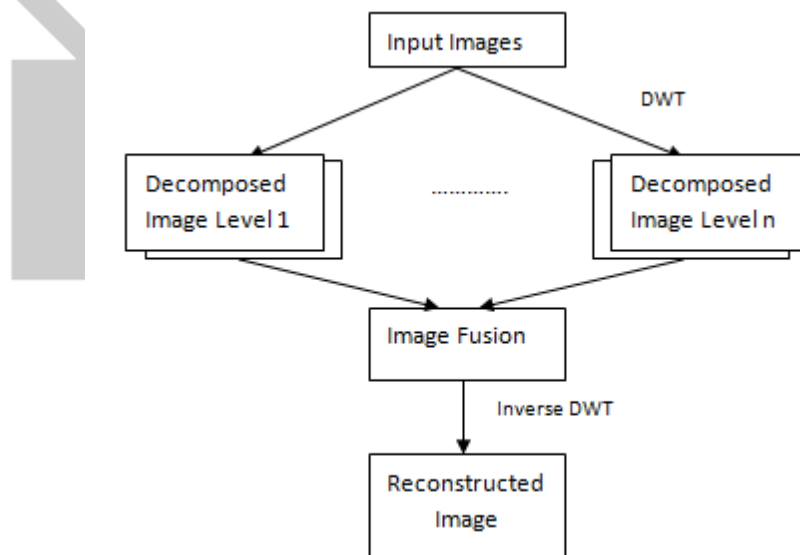 Input Images
DWT
Decomposed
Image Level 1
.............
Decomposed
Image Level n
Image Fusion
Inverse DWT
Reconstructed
Image